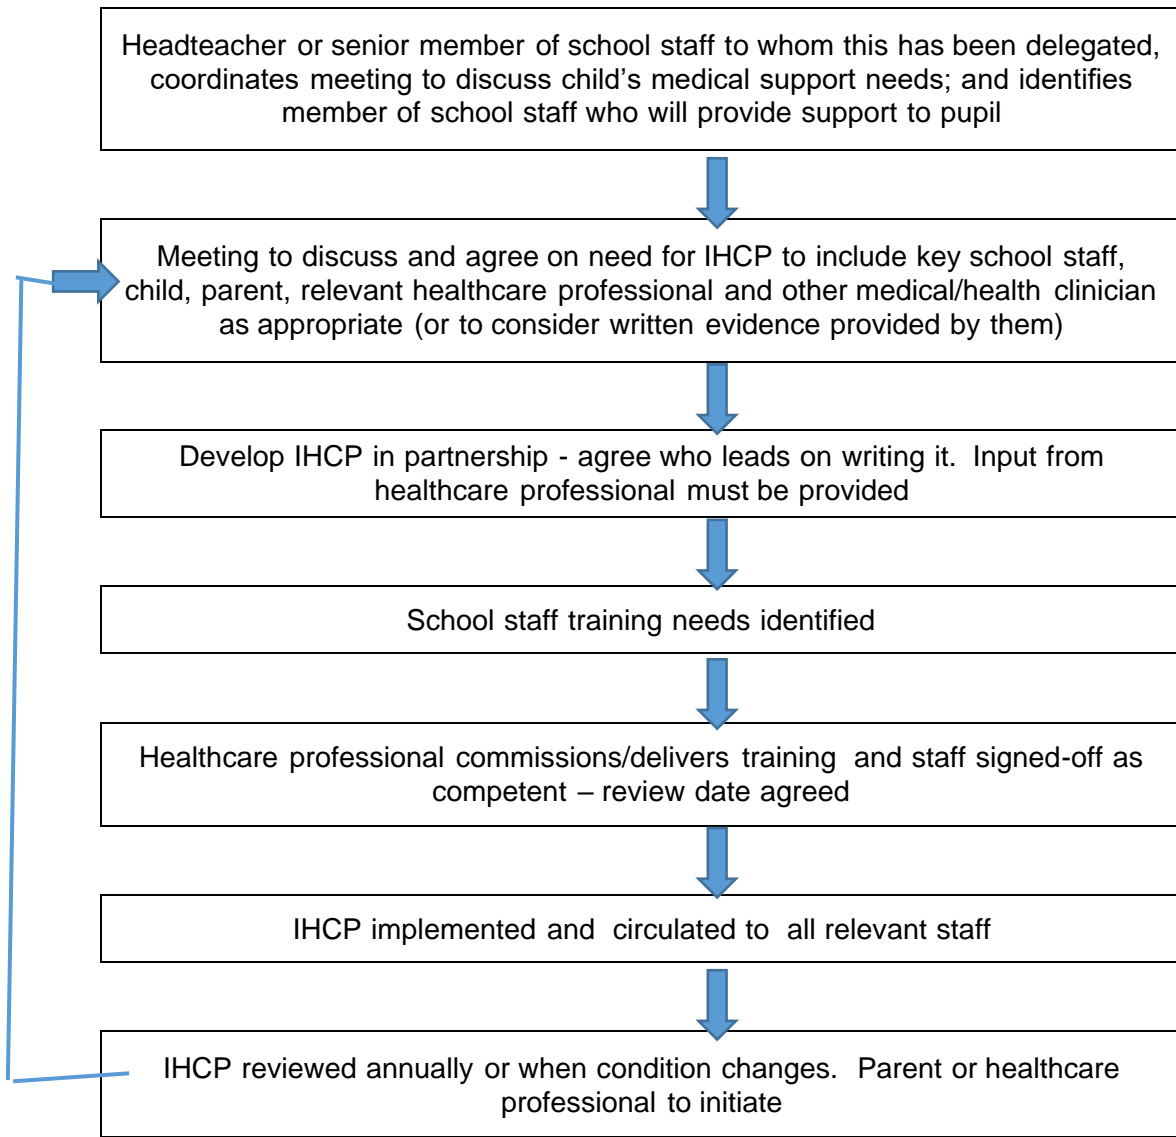 Headteacher or senior member of school staff to whom this has been delegated,
coordinates meeting to discuss child’s medical support needs; and identifies
member of school staff who will provide support to pupil
Meeting to discuss and agree on need for IHCP to include key school staff,
child, parent, relevant healthcare professional and other medical/health clinician
as appropriate (or to consider written evidence provided by them)
Develop IHCP in partnership - agree who leads on writing it. Input from
healthcare professional must be provided
School staff training needs identified
Healthcare professional commissions/delivers training and staff signed-off as
competent – review date agreed
IHCP implemented and circulated to all relevant staff
IHCP reviewed annually or when condition changes. Parent or healthcare
professional to initiate